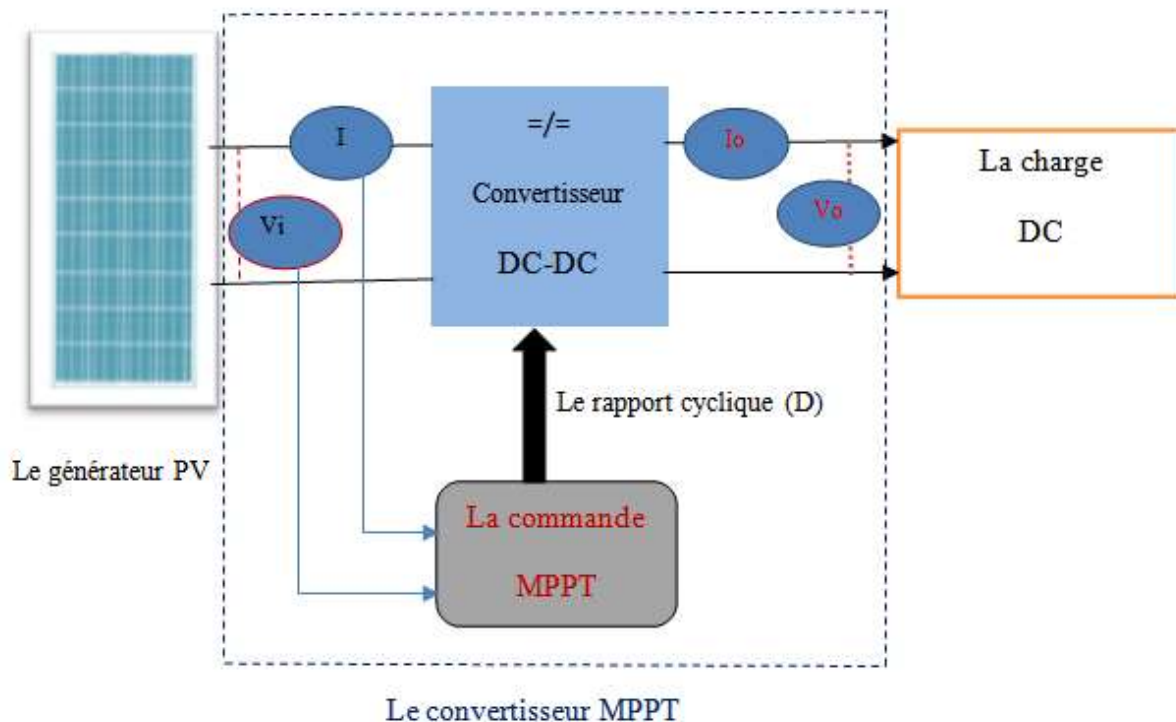 I
=/=
Io
Convertisseur
DC-DC
Vi
Vo
La charge
DC
Le rapport cyclique (D)
Le générateur PV
La commande
MPPT
Le convertisseur MPPT